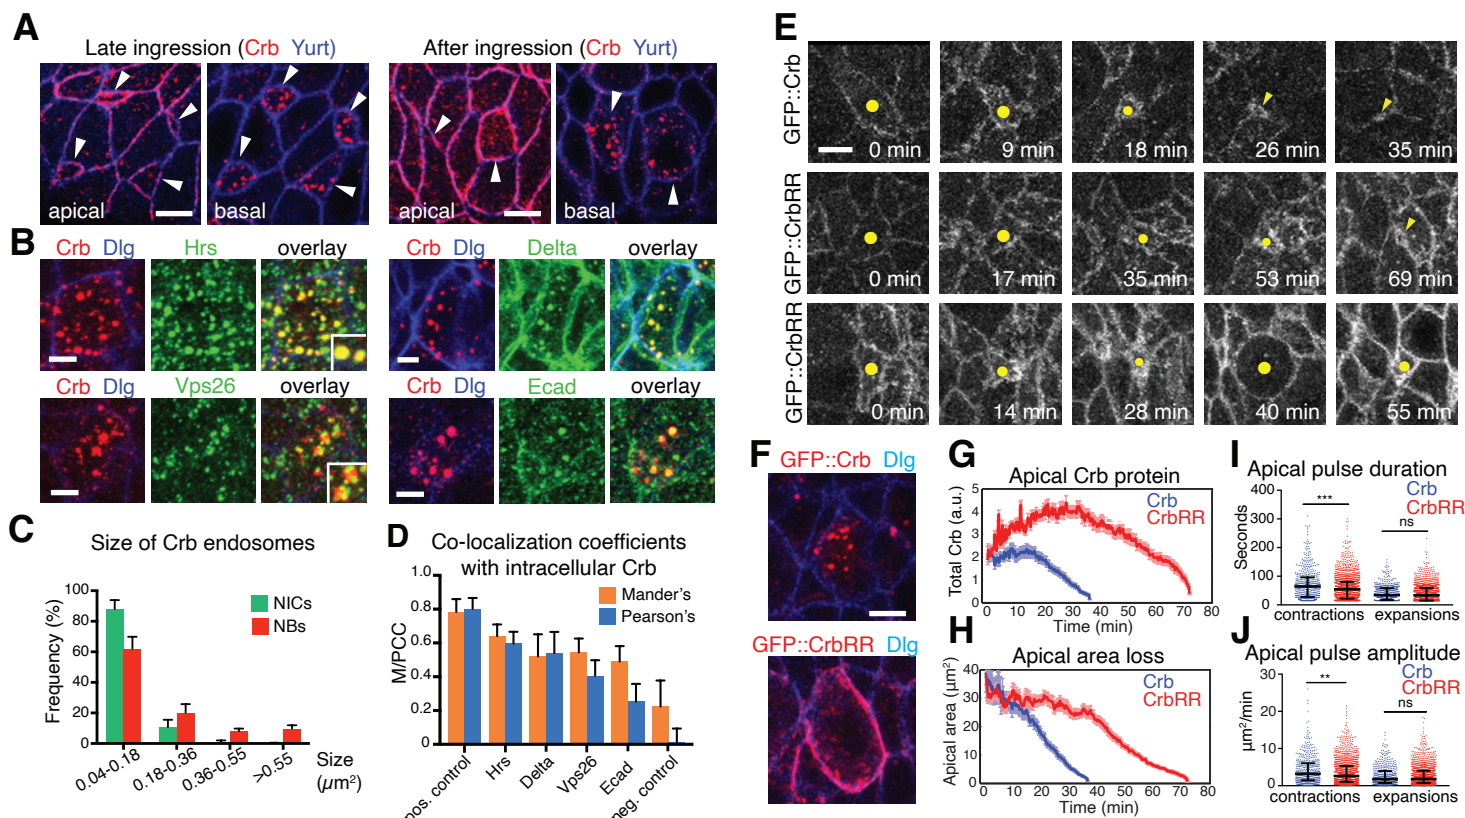 A
Late ingression (Crb Yurt)
After ingression (Crb Yurt)
apical
basal
apical
basal
B
Crb Dlg
Hrs
overlay
Crb Dlg
Delta
overlay
Crb Dlg
Vps26
overlay
Crb Dlg
Ecad
overlay
C
Size of Crb endosomes
Frequency (%)
100
80
60
40
20
0
NICs
NBs
0.04-0.18
0.18-0.36
0.36-0.55
>0.55
Size
(µm²)
D
Co-localization coefficients
with intracellular Crb
M/PCC
1.0
0.8
0.6
0.4
0.2
0
Mander's
Pearson's
pos. control
Hrs
Delta
Vps26
Ecad
neg. control
E
GFP::Crb
0 min
9 min
18 min
26 min
35 min
GFP::CrbRR
0 min
17 min
35 min
53 min
69 min
GFP::CrbRR
0 min
14 min
28 min
40 min
55 min
F
GFP::Crb Dlg
GFP::CrbRR Dlg
G
Apical Crb protein
Total Crb (a.u.)
5
4
3
2
1
0
Crb
CrbRR
0 10 20 30 40 50 60 70 80
Time (min)
H
Apical area loss
Apical area (µm²)
40
30
20
10
0
Crb
CrbRR
0 10 20 30 40 50 60 70 80
Time (min)
I
Apical pulse duration
Seconds
400
300
200
100
0
Crb
CrbRR
***
ns
contractions expansions
J
Apical pulse amplitude
µm²/min
30
20
10
0
Crb
CrbRR
**
ns
contractions expansions